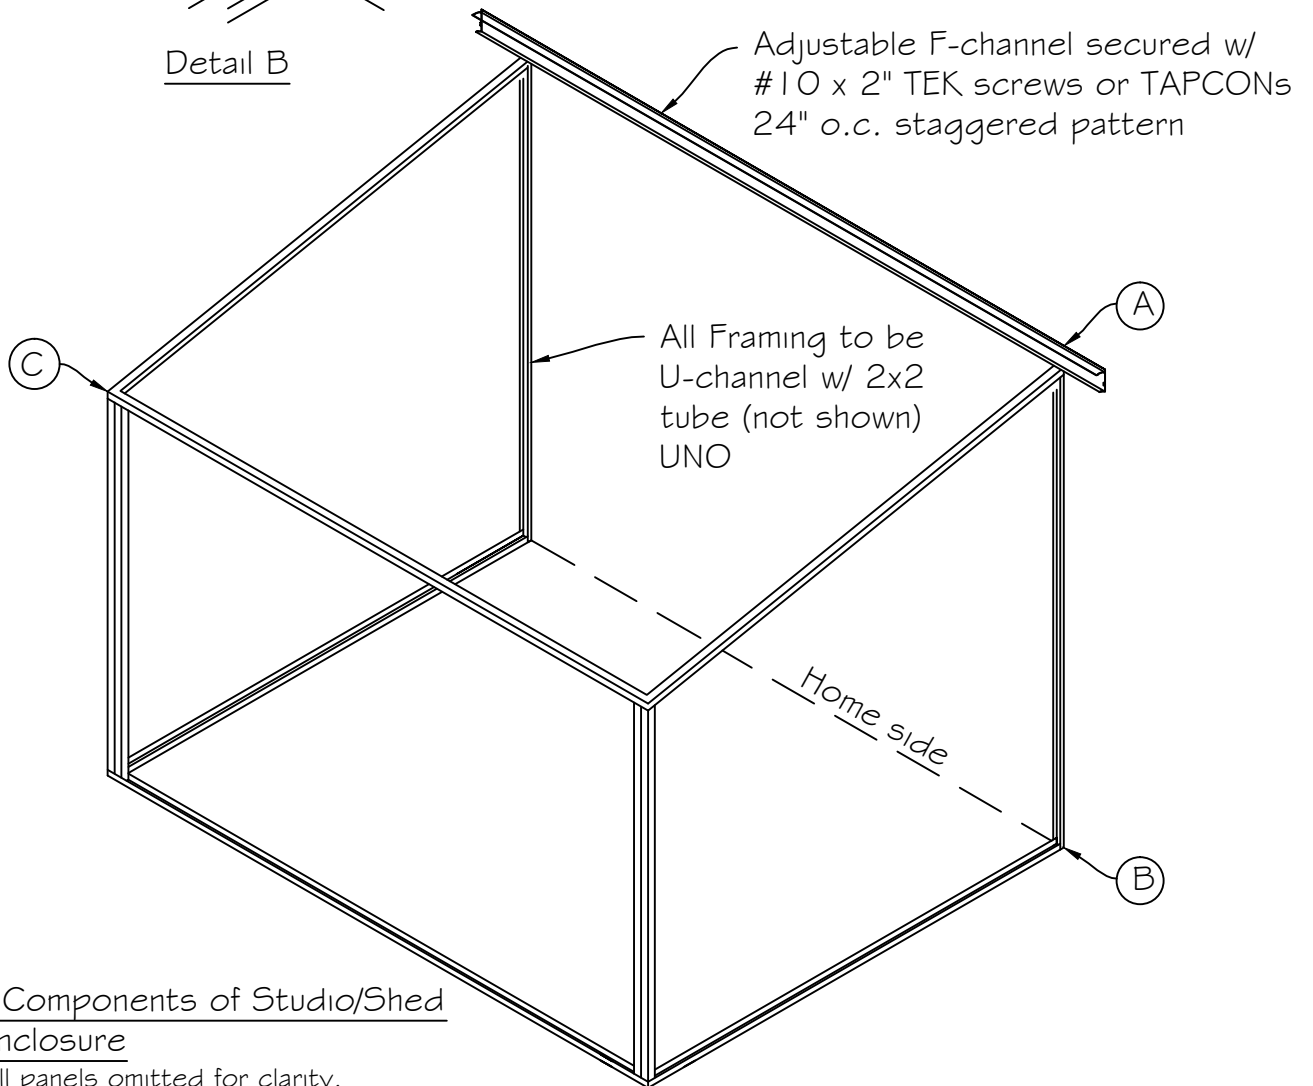 Detail B
Adjustable F-channel secured w/
#10 x 2" TEK screws or TAPCONs
24" o.c. staggered pattern
A
All Framing to be
U-channel w/ 2x2
tube (not shown)
UNO
C
Home side
B
Components of Studio/Shed
nclosure
ll panels omitted for clarity.